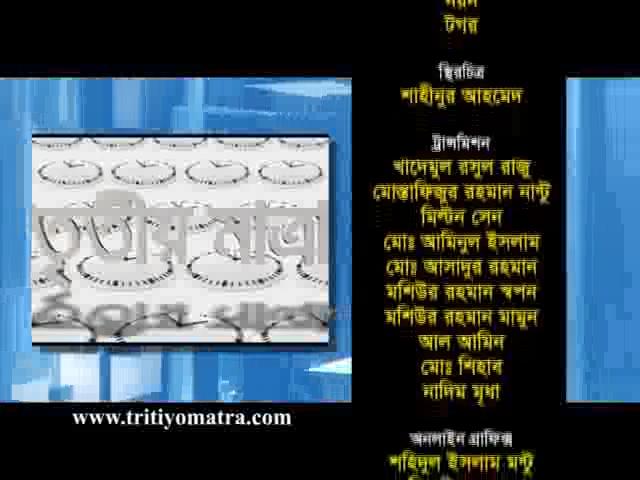 টগর
স্থিরচিত্র
শাহীনুর আহমেদ
ট্রান্সমিশন
খাদেমুল রসুল রাজু
মোস্তাফিজুর রহমান নান্টু
মিল্টন সেন
মোঃ আমিনুল ইসলাম
মোঃ আসাদুর রহমান
মশিউর রহমান স্বপন
মশিউর রহমান মামুন
আল আমিন
মোঃ শিহাব
নাদিম মৃধা
অনলাইন গ্রাফিক্স
শহিদুল ইসলাম মন্টু
তৃতীয় মাত্রা
www.tritiyomatra.com